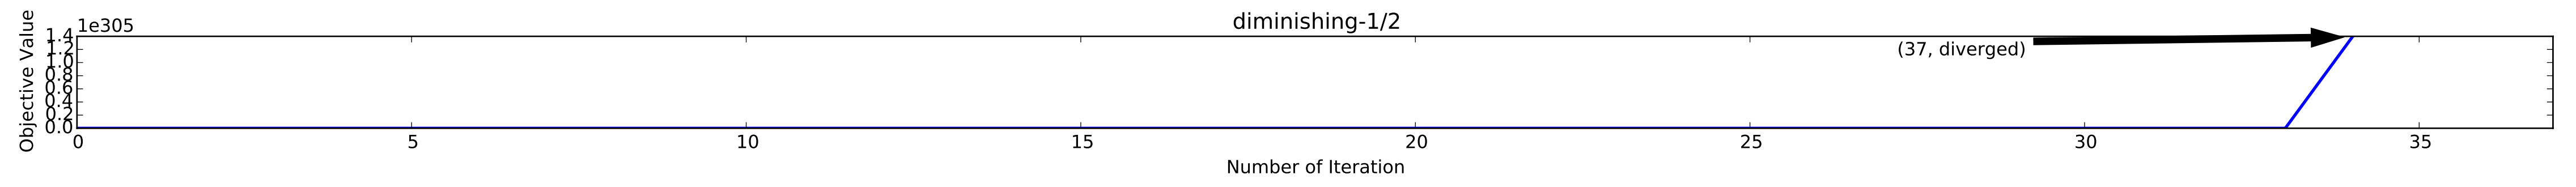 diminishing-1/2
1e305
1.4
1.2
1.0
0.8
0.6
0.4
0.2
0.0
Objective Value
(37, diverged)
0 5 10 15 20 25 30 35
Number of Iteration